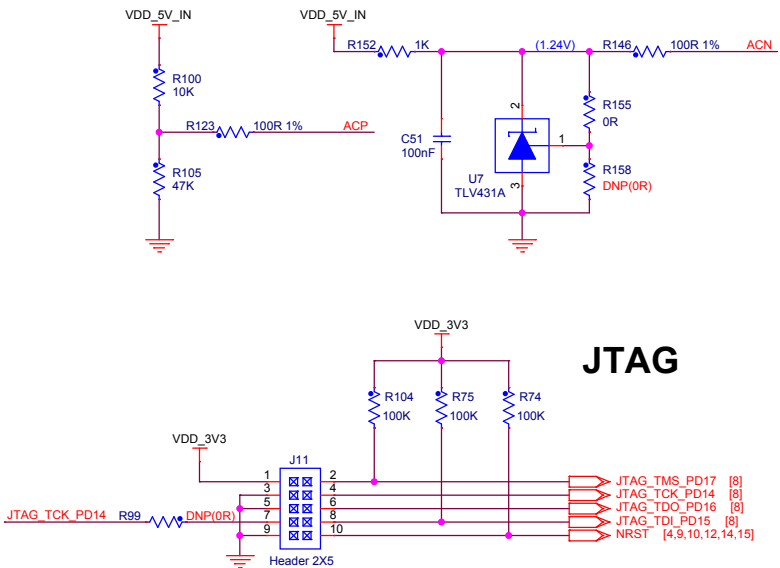 VDD_5V_IN
VDD_5V_IN
R152 1K (1.24V) R146 100R 1% ACN
R100
10K
R123 100R 1% ACP
R105
47K
C51
100nF
2
1
3
U7
TLV431A
R155
0R
R158
DNP(0R)
JTAG
VDD_3V3
R104
100K
R75
100K
R74
100K
VDD_3V3
J11
1 2
3 4
5 6
7 8
9 10
Header 2X5
JTAG_TCK_PD14 R99 DNP(0R)
JTAG_TMS_PD17 [8]
JTAG_TCK_PD14 [8]
JTAG_TDO_PD16 [8]
JTAG_TDI_PD15 [8]
NRST [4,9,10,12,14,15]